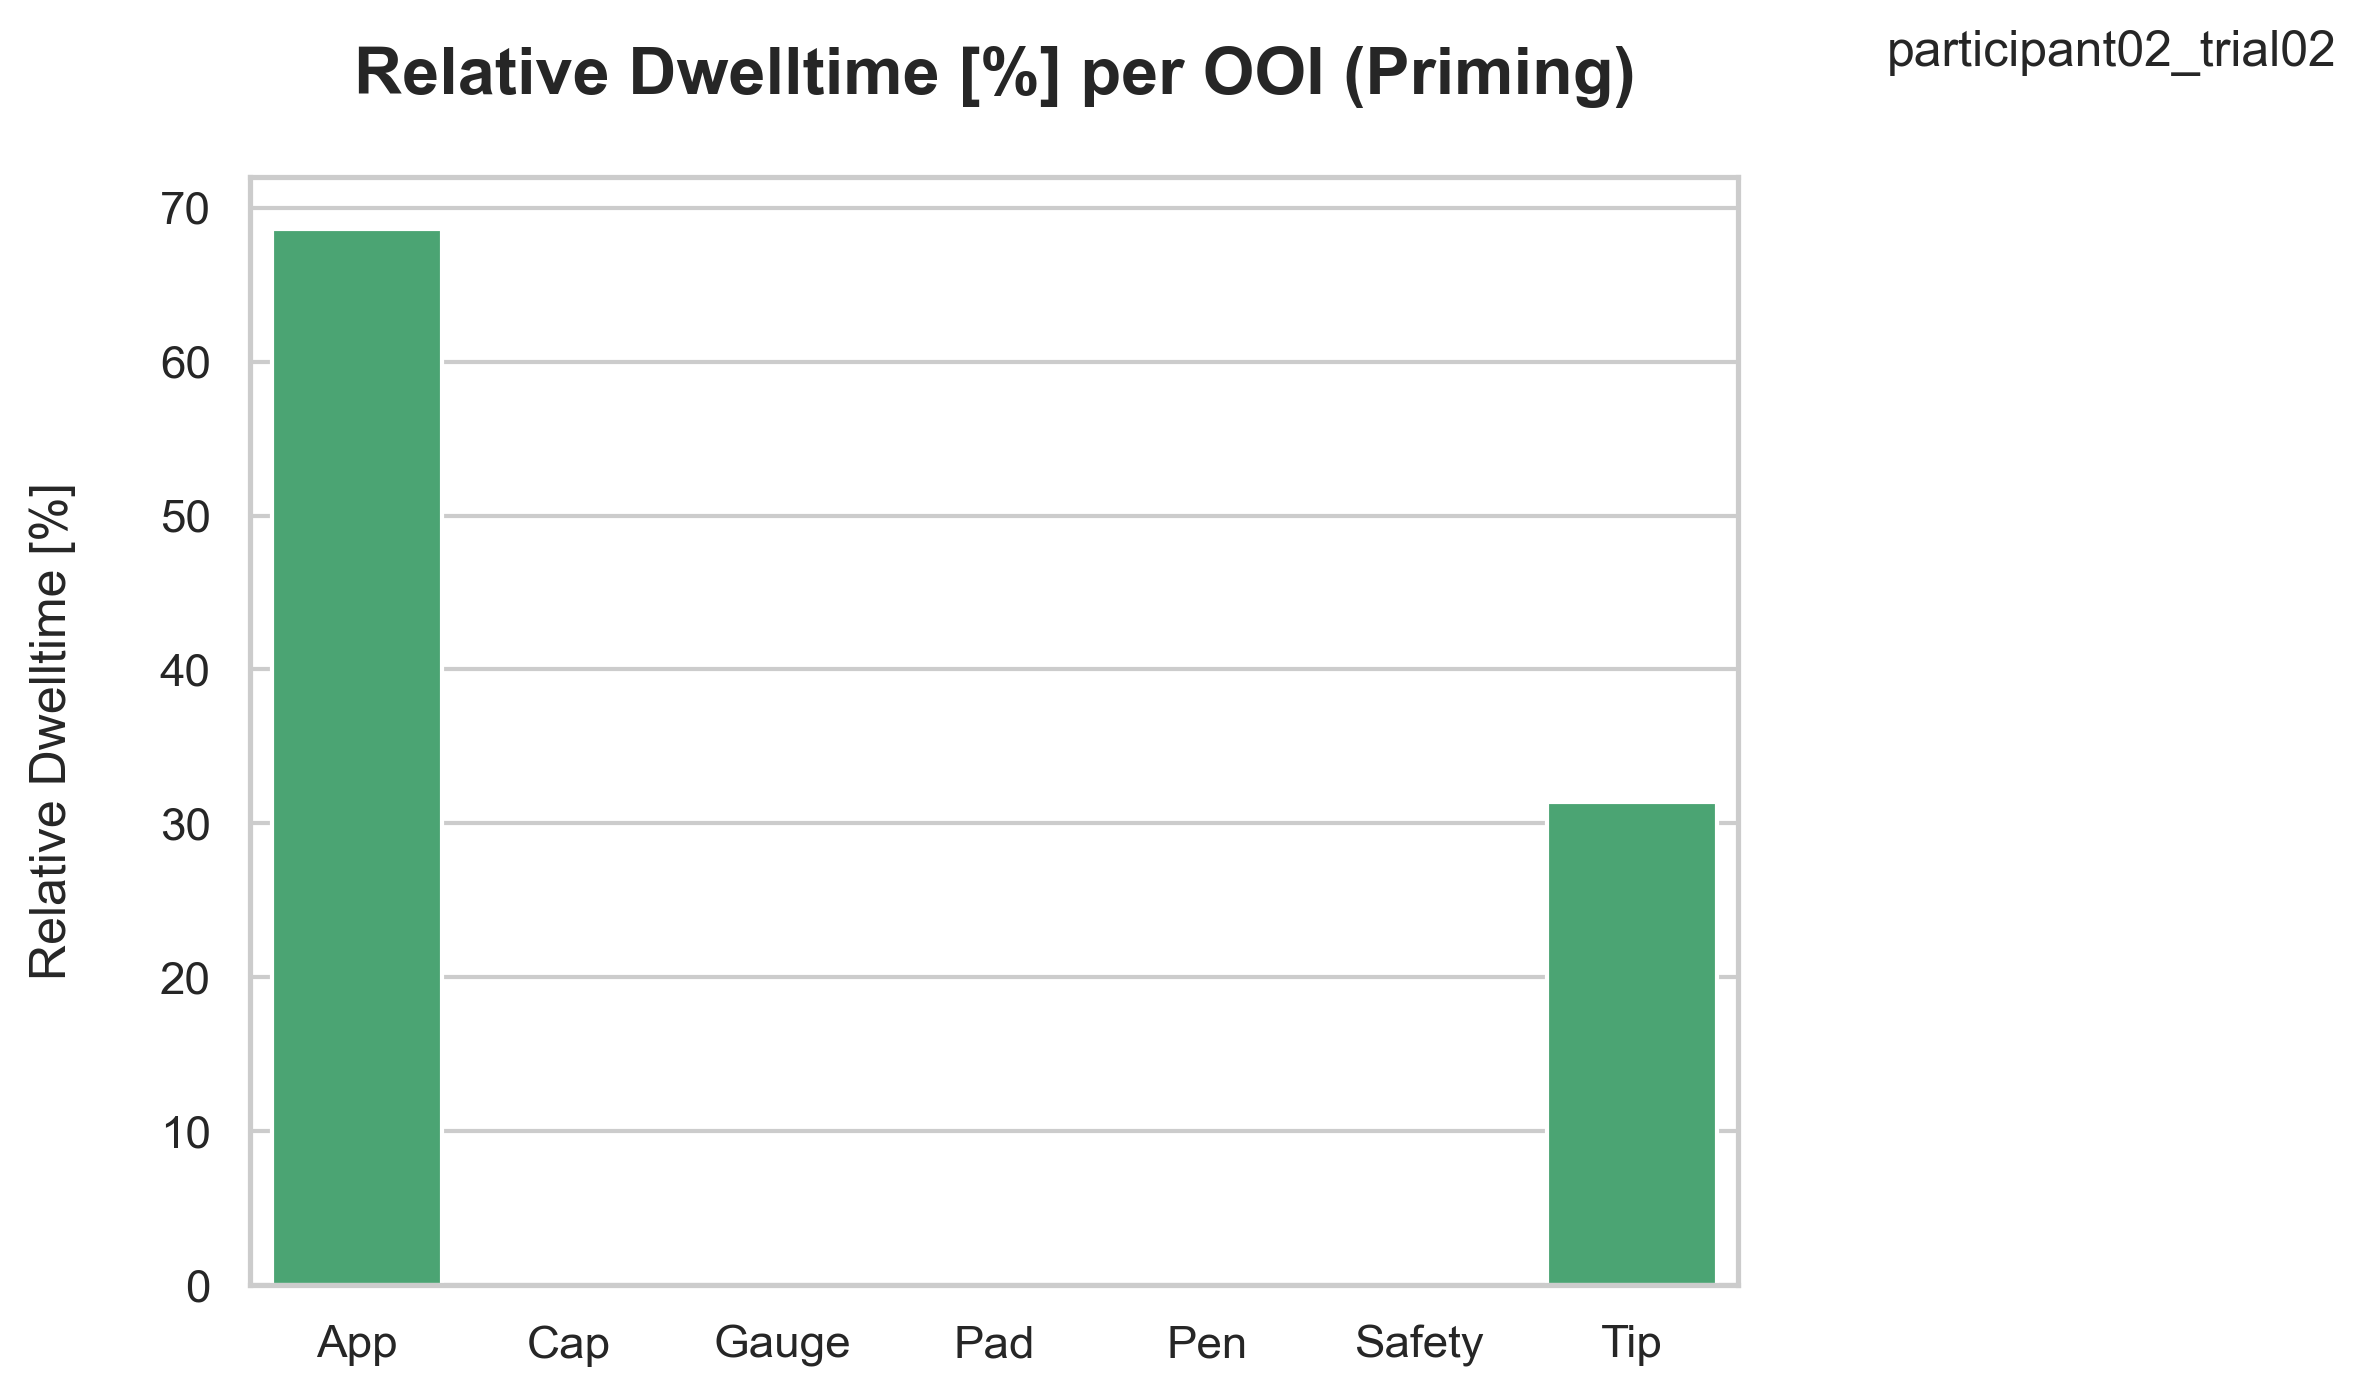 participant02_trial02
Relative Dwelltime [%] per OOI (Priming)
Relative Dwelltime [%]
70
60
50
40
30
20
10
0
App Cap Gauge Pad Pen Safety Tip